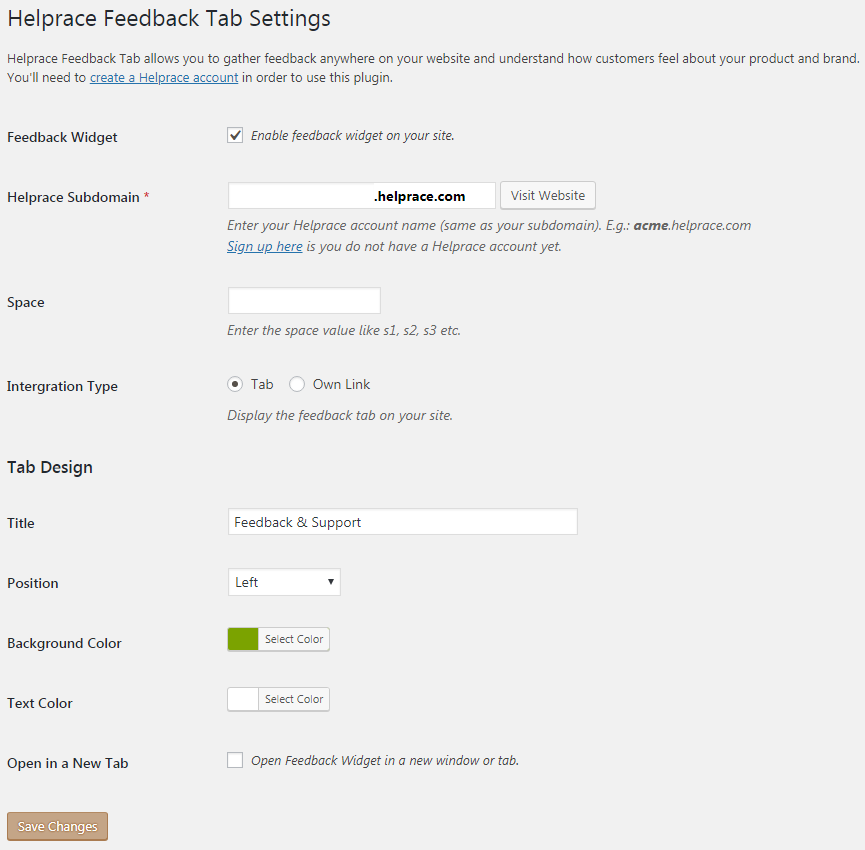 Helprace Feedback Tab Settings
Helprace Feedback Tab allows you to gather feedback anywhere on your website and understand how customers feel about your product and brand.
You'll need to create a Helprace account in order to use this plugin.
Feedback Widget
Enable feedback widget on your site.
Helprace Subdomain *
.helprace.com
Visit Website
Enter your Helprace account name (same as your subdomain). E.g.: acme.helprace.com
Sign up here is you do not have a Helprace account yet.
Space
Enter the space value like s1, s2, s3 etc.
Intergration Type
Tab
Own Link
Display the feedback tab on your site.
Tab Design
Title
Feedback & Support
Position
Left
Background Color
Select Color
Text Color
Select Color
Open in a New Tab
Open Feedback Widget in a new window or tab.
Save Changes